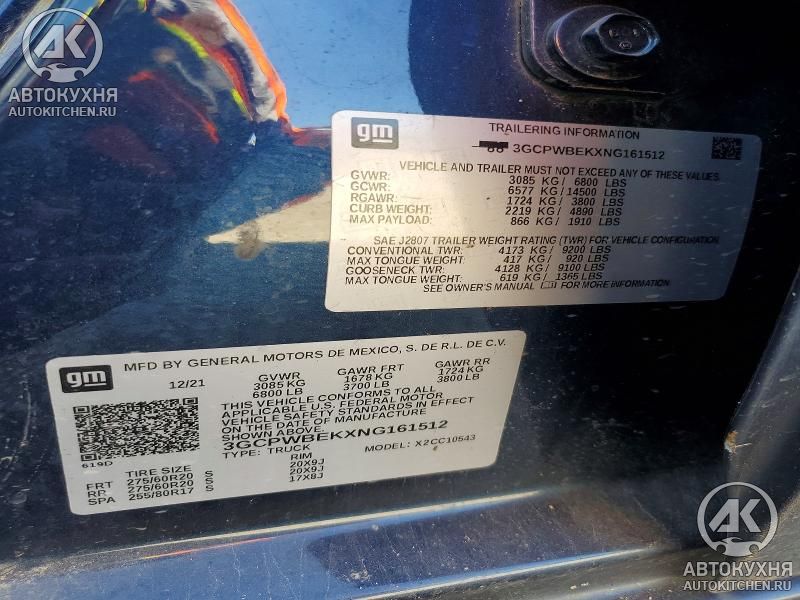 AK
АВТОКУХНЯ
AUTOKITCHEN.RU
gm
TRAILERING INFORMATION
3GCPWBEKXNG161512
VEHICLE AND TRAILER MUST NOT EXCEED ANY OF THESE VALUES.
GVWR: 3085 KG / 6800 LBS
GCWR: 6577 KG / 14500 LBS
RGAWR: 1724 KG / 3800 LBS
CURB WEIGHT: 2219 KG / 4890 LBS
MAX PAYLOAD: 866 KG / 1910 LBS
SAE J2807 TRAILER WEIGHT RATING (TWR) FOR VEHICLE CONFIGURATION.
CONVENTIONAL TWR: 4173 KG / 9200 LBS
MAX TONGUE WEIGHT: 417 KG / 920 LBS
GOOSENECK TWR: 4128 KG / 9100 LBS
MAX TONGUE WEIGHT: 619 KG / 1365 LBS
SEE OWNER'S MANUAL FOR MORE INFORMATION
gm
MFD BY GENERAL MOTORS DE MEXICO, S. DE R.L. DE C.V.
12/21 GVWR GAWR FRT GAWR RR
3085 KG 1678 KG 1724 KG
6800 LB 3700 LB 3800 LB
THIS VEHICLE CONFORMS TO ALL
APPLICABLE U.S. FEDERAL MOTOR
VEHICLE SAFETY STANDARDS IN EFFECT
ON THE DATE OF MANUFACTURE
SHOWN ABOVE.
3GCPWBEKXNG161512
TYPE: TRUCK MODEL: X2CC10543
619D
TIRE SIZE RIM
FRT 275/60R20 S 20X9J
RR 275/60R20 S 20X9J
SPA 255/80R17 S 17X8J
AK
АВТОКУХНЯ
AUTOKITCHEN.RU